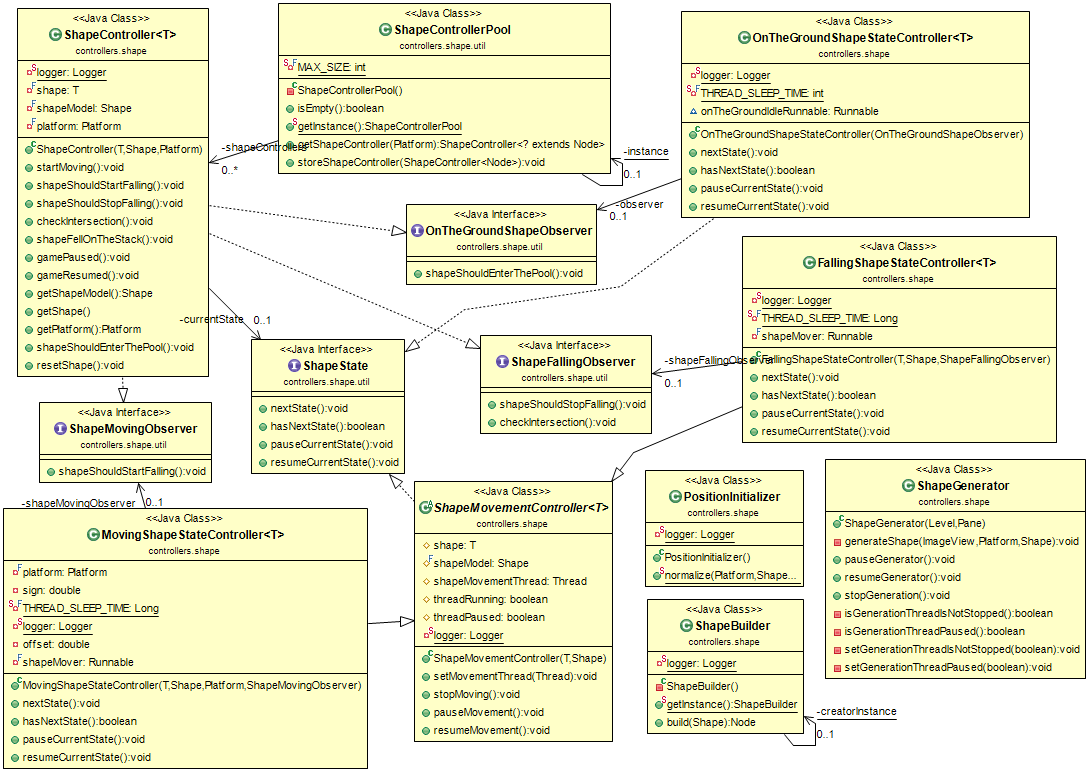 <<Java Class>>
ShapeController<T>
controllers.shape
logger: Logger
shape: T
shapeModel: Shape
platform: Platform
ShapeController(T,Shape,Platform)
startMoving():void
shapeShouldStartFalling():void
shapeShouldStopFalling():void
checkIntersection():void
shapeFellOnTheStack():void
gamePaused():void
gameResumed():void
getShapeModel():Shape
getShape()
getPlatform():Platform
shapeShouldEnterThePool():void
resetShape():void
<<Java Class>>
ShapeControllerPool
controllers.shape.util
MAX_SIZE: int
ShapeControllerPool()
isEmpty():boolean
getInstance():ShapeControllerPool
getShapeController(Platform):ShapeController<? extends Node>
storeShapeController(ShapeController<Node>):void
-shapeControllers
0..*
-instance
0..1
<<Java Class>>
OnTheGroundShapeStateController<T>
controllers.shape
logger: Logger
THREAD_SLEEP_TIME: int
onTheGroundIdleRunnable: Runnable
OnTheGroundShapeStateController(OnTheGroundShapeObserver)
nextState():void
hasNextState():boolean
pauseCurrentState():void
resumeCurrentState():void
-observer
0..1
<<Java Interface>>
OnTheGroundShapeObserver
controllers.shape.util
shapeShouldEnterThePool():void
<<Java Class>>
FallingShapeStateController<T>
controllers.shape
logger: Logger
THREAD_SLEEP_TIME: Long
shapeMover: Runnable
FallingShapeStateController(T,Shape,ShapeFallingObserver)
nextState():void
hasNextState():boolean
pauseCurrentState():void
resumeCurrentState():void
-shapeFallingObserver
0..1
-currentState
0..1
<<Java Interface>>
ShapeState
controllers.shape.util
nextState():void
hasNextState():boolean
pauseCurrentState():void
resumeCurrentState():void
<<Java Interface>>
ShapeFallingObserver
controllers.shape.util
shapeShouldStopFalling():void
checkIntersection():void
<<Java Interface>>
ShapeMovingObserver
controllers.shape.util
shapeShouldStartFalling():void
-shapeMovingObserver
0..1
<<Java Class>>
MovingShapeStateController<T>
controllers.shape
platform: Platform
sign: double
THREAD_SLEEP_TIME: Long
logger: Logger
offset: double
shapeMover: Runnable
MovingShapeStateController(T,Shape,Platform,ShapeMovingObserver)
nextState():void
hasNextState():boolean
pauseCurrentState():void
resumeCurrentState():void
<<Java Class>>
ShapeMovementController<T>
controllers.shape
shape: T
shapeModel: Shape
shapeMovementThread: Thread
threadRunning: boolean
threadPaused: boolean
logger: Logger
ShapeMovementController(T,Shape)
setMovementThread(Thread):void
stopMoving():void
pauseMovement():void
resumeMovement():void
<<Java Class>>
PositionInitializer
controllers.shape
logger: Logger
PositionInitializer()
normalize(Platform,Shape...
<<Java Class>>
ShapeBuilder
controllers.shape
logger: Logger
ShapeBuilder()
getInstance():ShapeBuilder
build(Shape):Node
-creatorInstance
0..1
<<Java Class>>
ShapeGenerator
controllers.shape
ShapeGenerator(Level,Pane)
generateShape(ImageView,Platform,Shape):void
pauseGenerator():void
resumeGenerator():void
stopGeneration():void
isGenerationThreadIsNotStopped():boolean
isGenerationThreadPaused():boolean
setGenerationThreadIsNotStopped(boolean):void
setGenerationThreadPaused(boolean):void